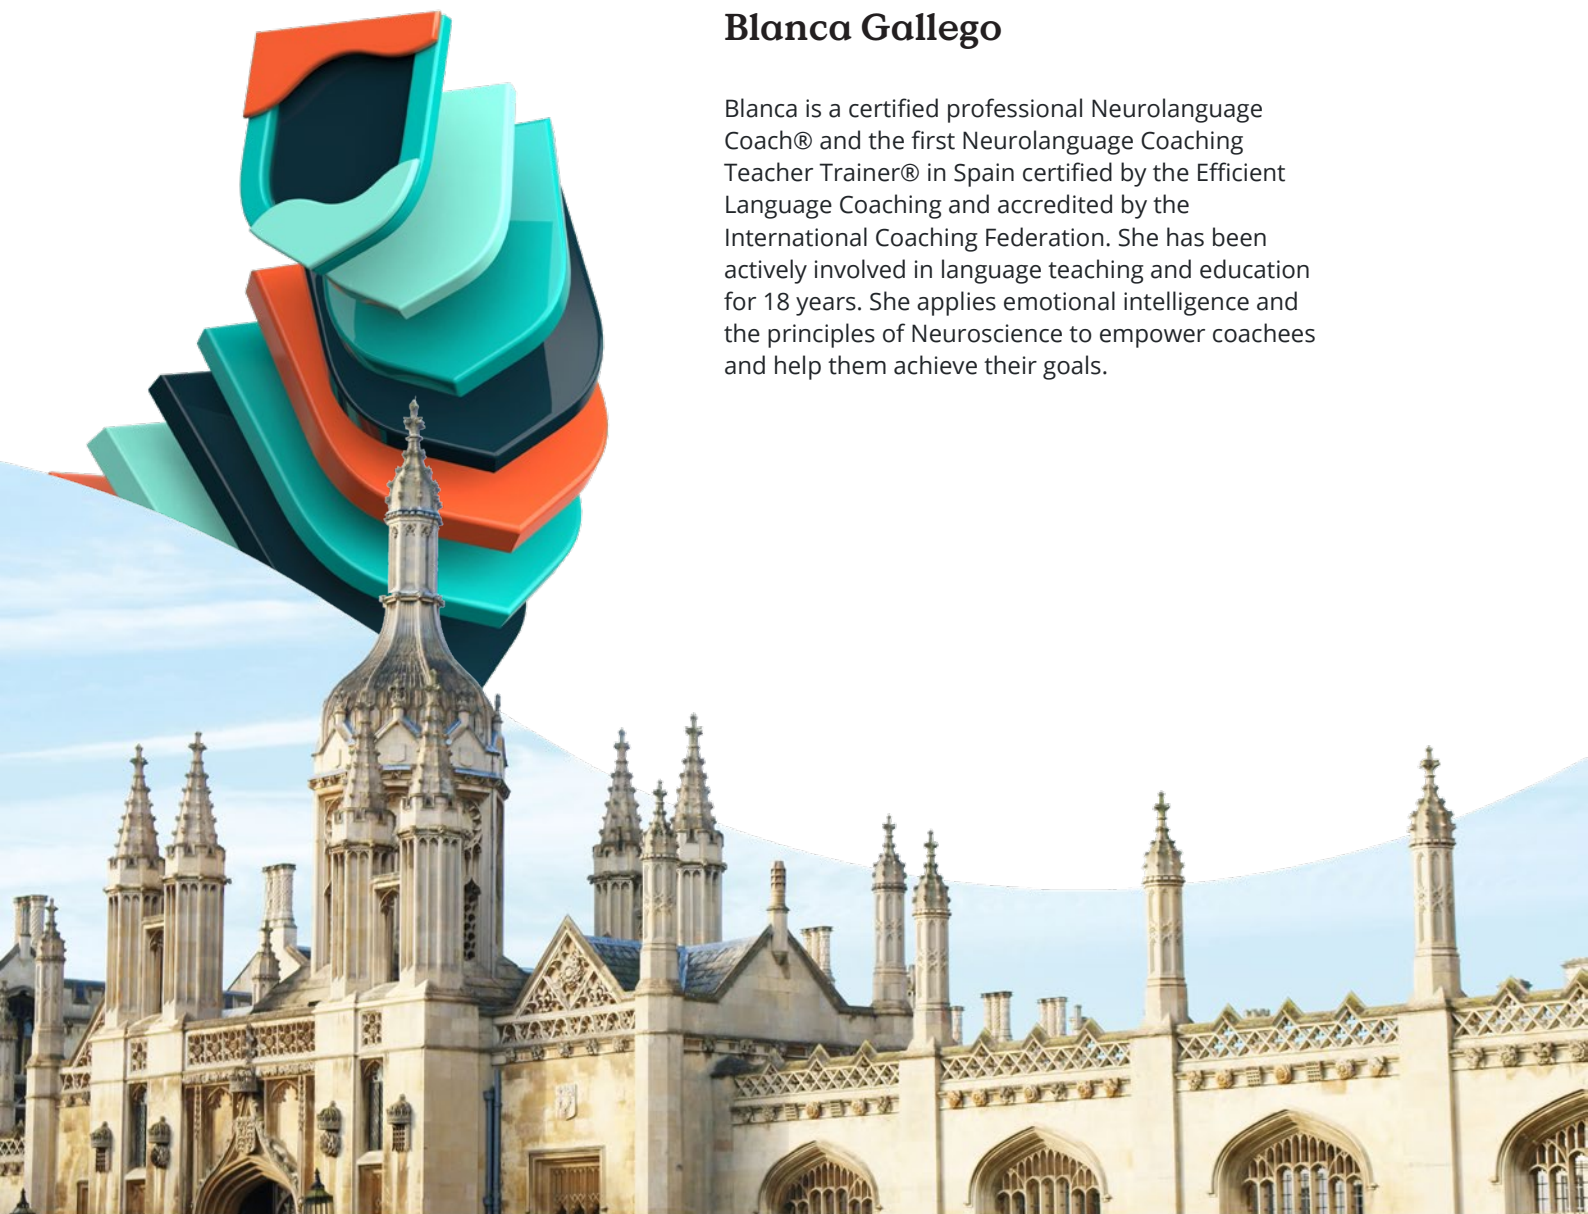 Blanca Gallego
Blanca is a certified professional Neurolanguage
Coach® and the first Neurolanguage Coaching
Teacher Trainer® in Spain certified by the Efficient
Language Coaching and accredited by the
International Coaching Federation. She has been
actively involved in language teaching and education
for 18 years. She applies emotional intelligence and
the principles of Neuroscience to empower coachees
and help them achieve their goals.